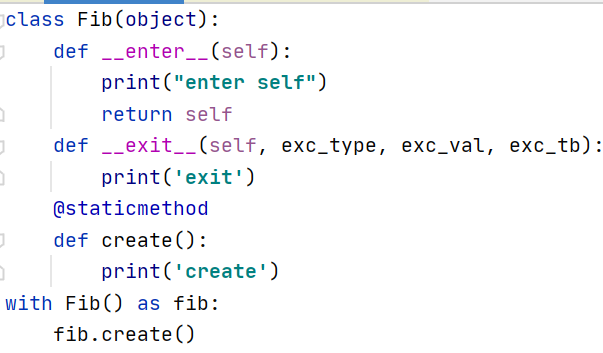 class Fib(object):
    def __enter__(self):
        print("enter self")
        return self
    def __exit__(self, exc_type, exc_val, exc_tb):
        print('exit')
    @staticmethod
    def create():
        print('create')
with Fib() as fib:
    fib.create()